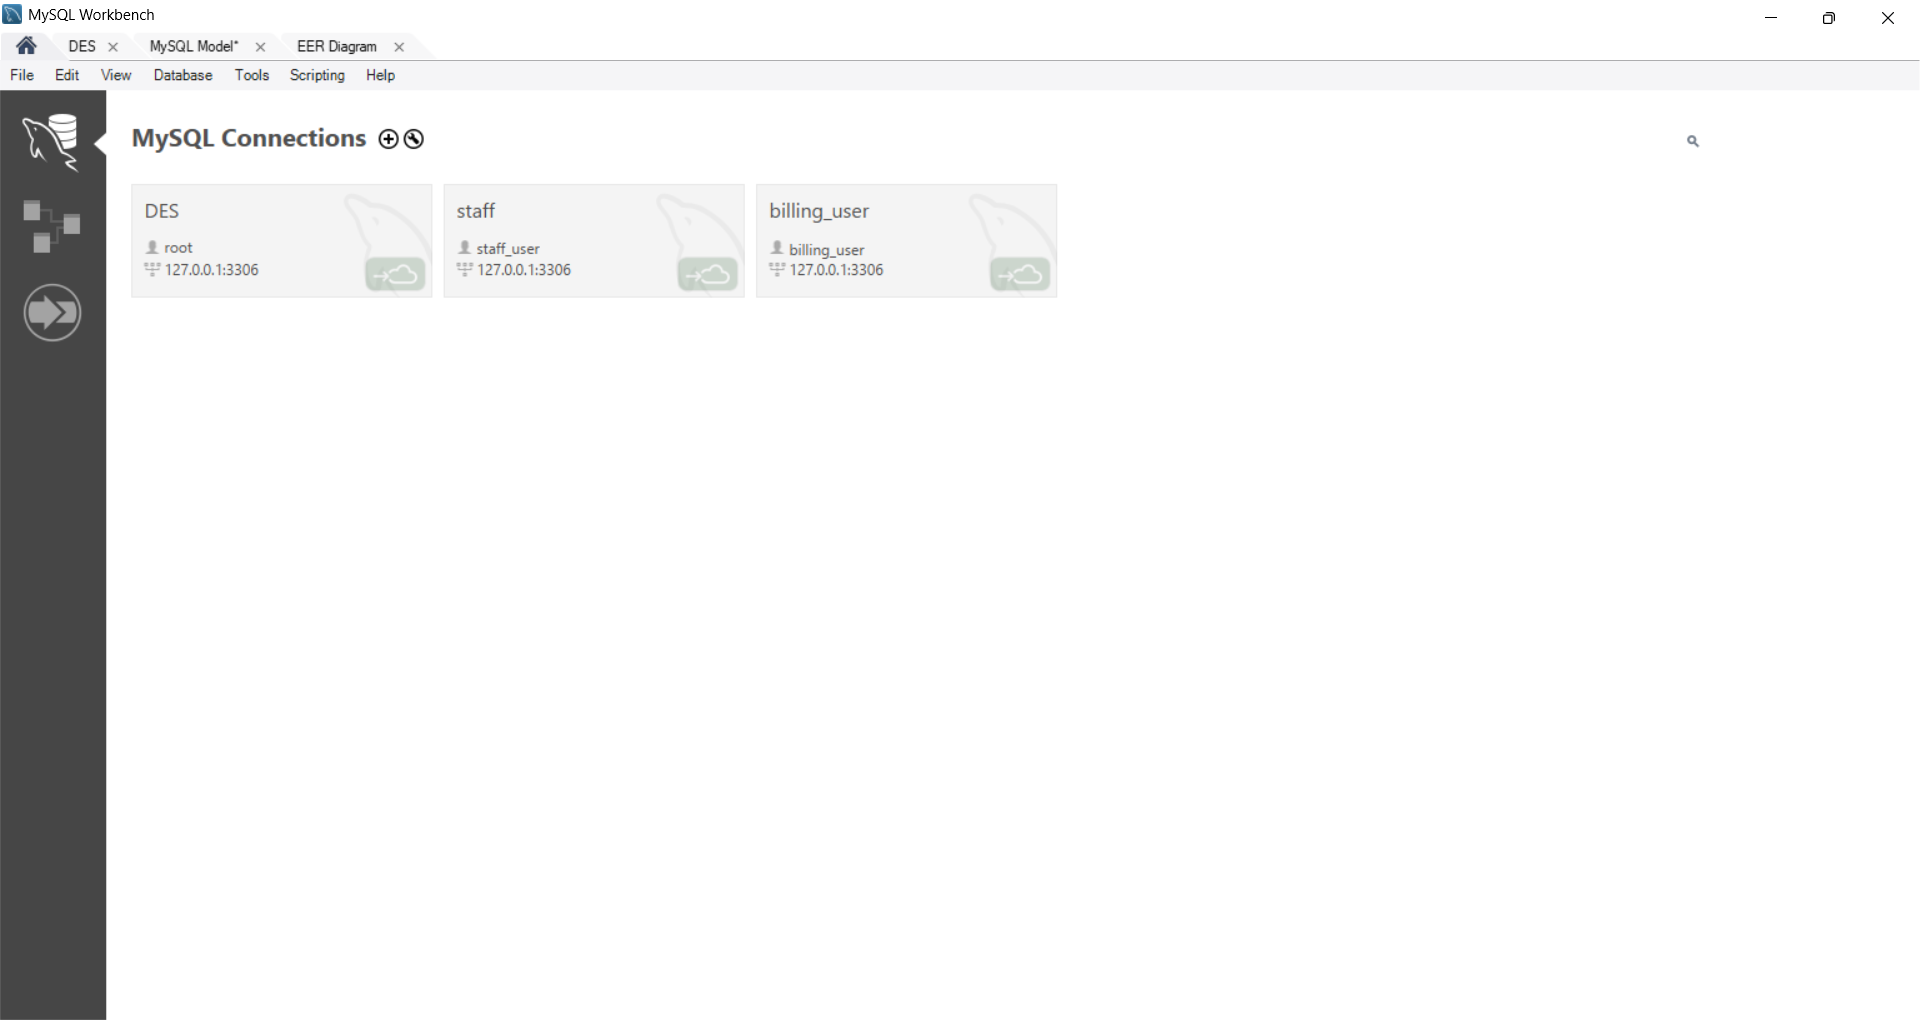 MySQL Workbench
DES
MySQL Model*
EER Diagram
File Edit View Database Tools Scripting Help
MySQL Connections
DES
root
127.0.0.1:3306
staff
staff_user
127.0.0.1:3306
billing_user
billing_user
127.0.0.1:3306